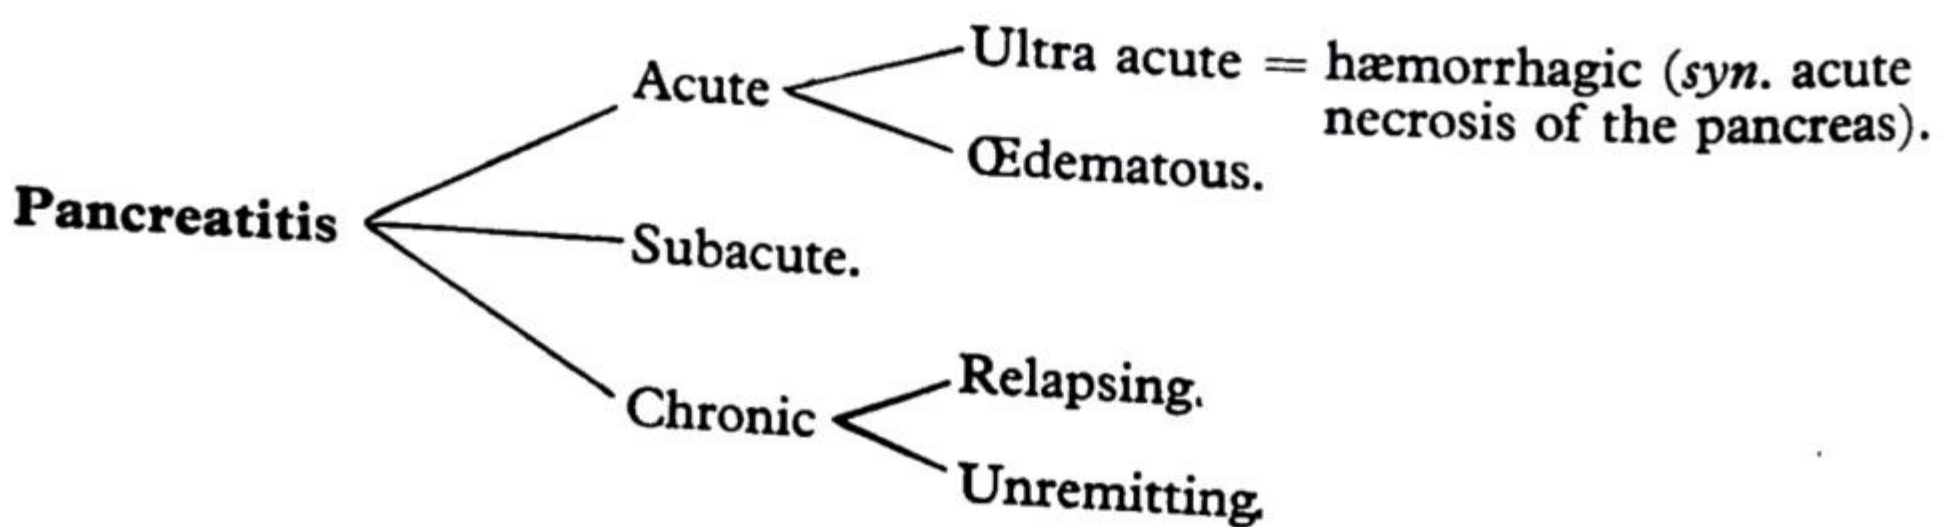 Ultra acute = hæmorrhagic (syn. acute
necrosis of the pancreas).
Acute
Œdematous.
Pancreatitis
Subacute.
Relapsing.
Chronic
Unremitting.